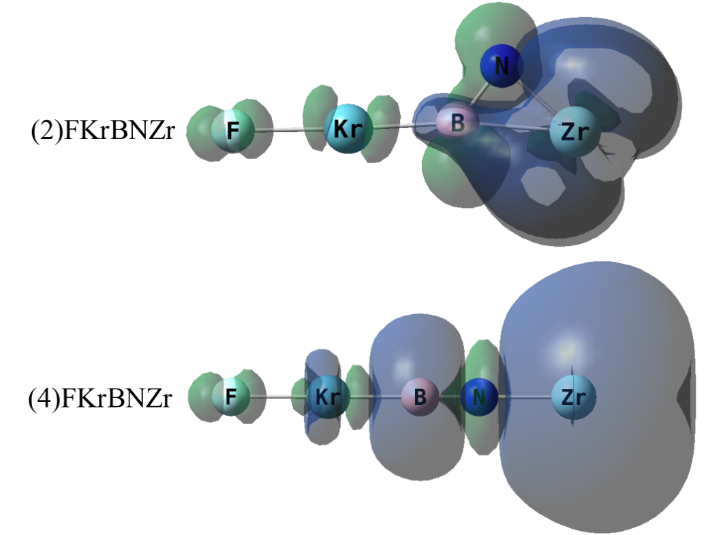 N
(2)FKrBNZr F Kr B Zr
(4)FKrBNZr F Kr B N Zr